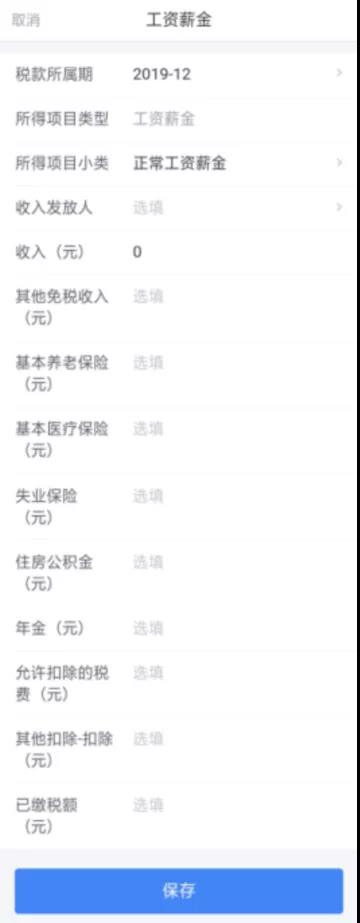 取消 工资薪金
税款所属期 2019-12
所得项目类型 工资薪金
所得项目小类 正常工资薪金
收入发放人 选填
收入（元） 0
其他免税收入 选填
（元）
基本养老保险 选填
（元）
基本医疗保险 选填
（元）
失业保险 选填
（元）
住房公积金 选填
（元）
年金（元） 选填
允许扣除的税 选填
费（元）
其他扣除-扣除 选填
（元）
已缴税额 选填
（元）
保存